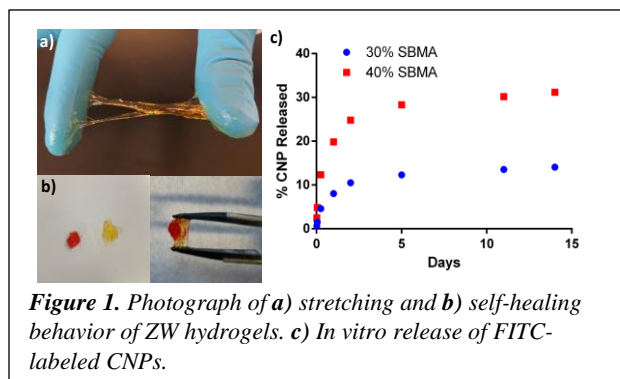 a)
b)
c)
30% SBMA
40% SBMA
% CNP Released
40
30
20
10
0
0
5
10
15
Days
Figure 1. Photograph of a) stretching and b) self-healing
behavior of ZW hydrogels. c) In vitro release of FITC-
labeled CNPs.